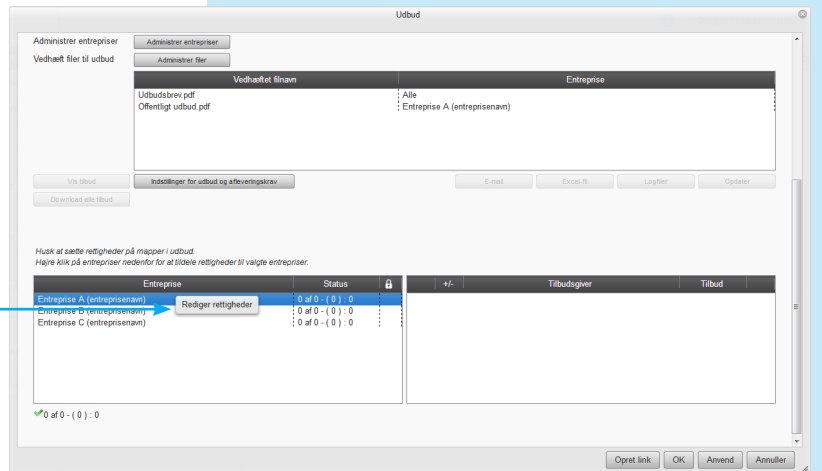 Udbud
Administrer entrepriser Administrer entrepriser
Vedhæft filer til udbud Administrer filer
Vedhæftet filnavn Entreprise
Udbudsbrev.pdf Alle
Offentligt udbud.pdf Entreprise A (entreprisenavn)
Vis tilbud Indstillinger for udbud og afleveringskrav E-mail Excel-fil Logfiler Opdater
Download alle tilbud
Husk at sætte rettigheder på mapper i udbud.
Højre klik på entrepriser nedenfor for at tildele rettigheder til valgte entrepriser.
Entreprise Status +/- Tilbudsgiver Tilbud
Entreprise A (entreprisenavn) 0 af 0 - ( 0 ) : 0
Rediger rettigheder
Entreprise B (entreprisenavn) 0 af 0 - ( 0 ) : 0
Entreprise C (entreprisenavn) 0 af 0 - ( 0 ) : 0
0 af 0 - ( 0 ) : 0
Opret link OK Anvend Annuller